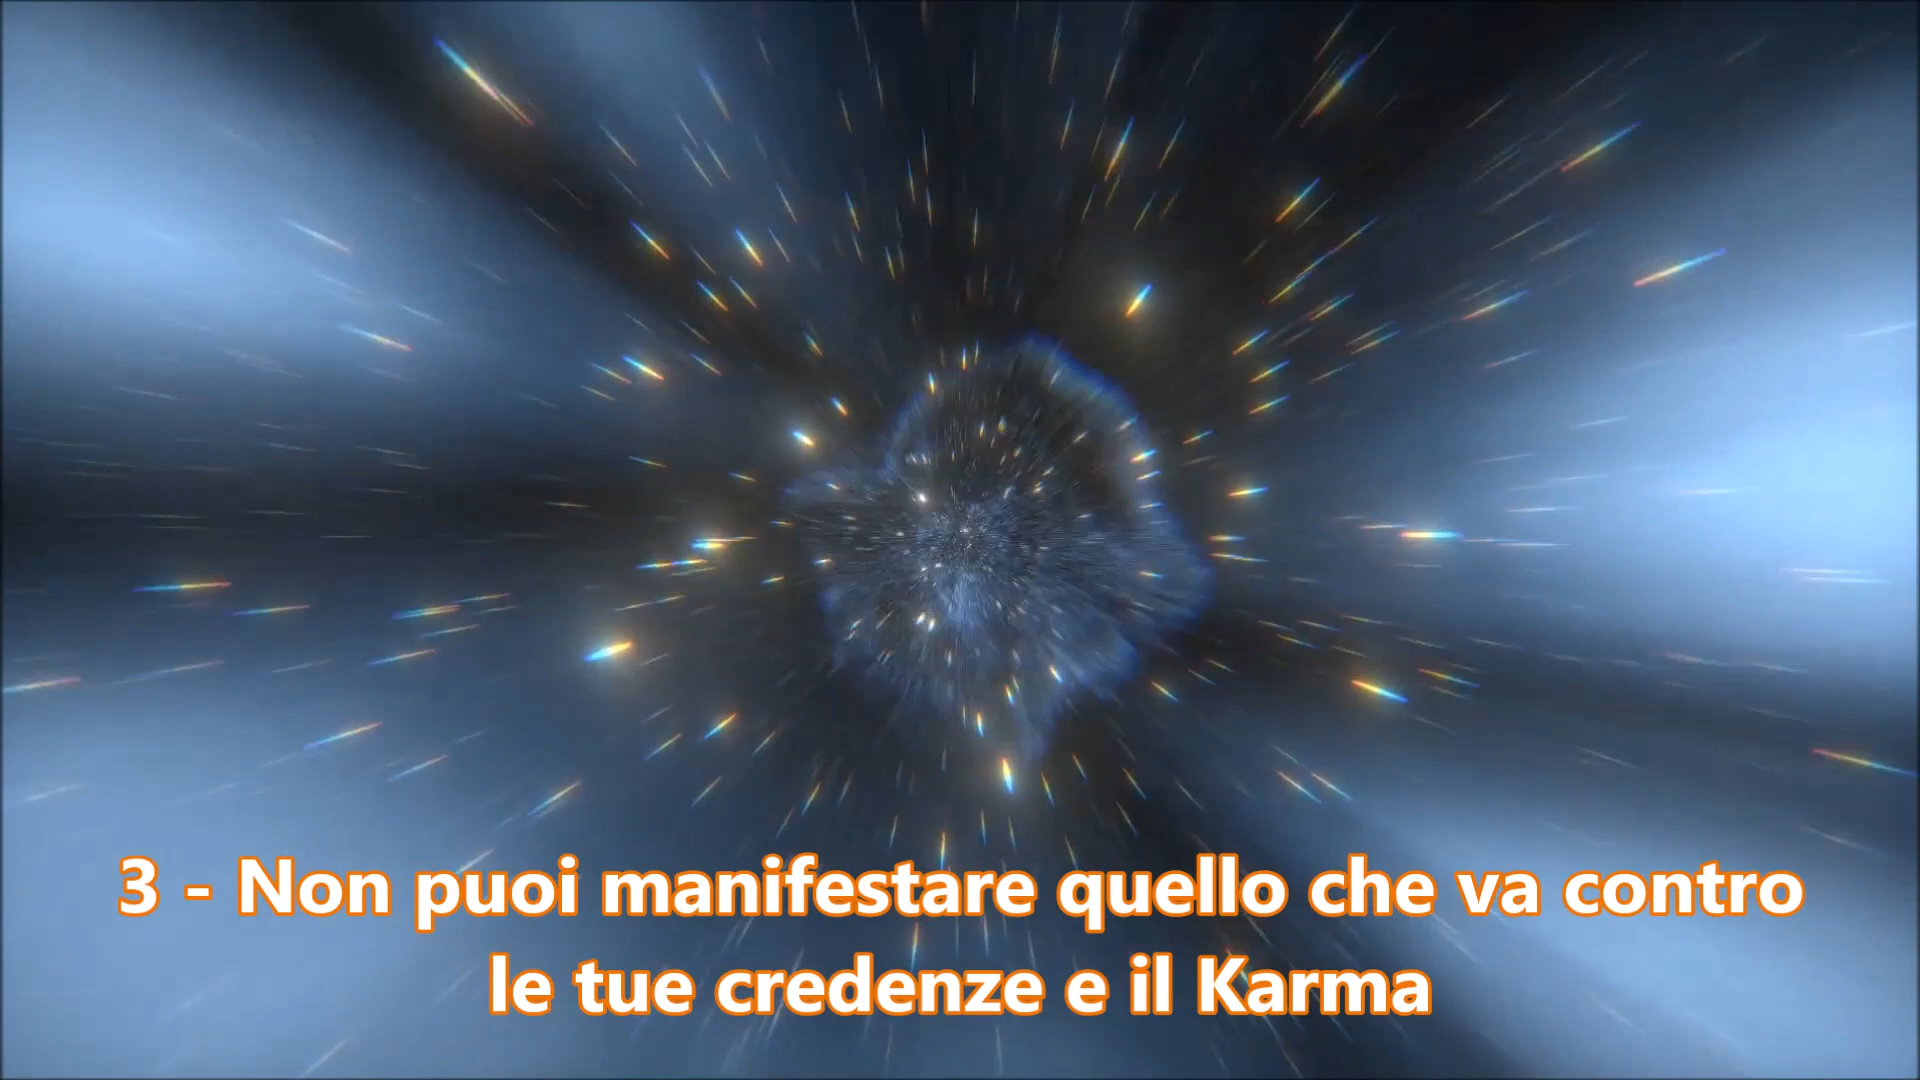 3 - Non puoi manifestare quello che va contro
le tue credenze e il Karma